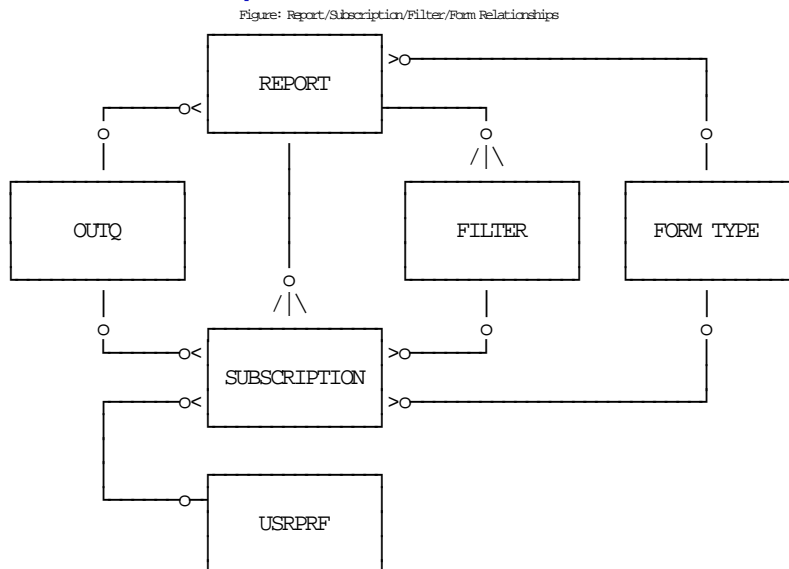 Figure: Report/Subscription/Filter/Form Relationships
REPORT
OUTQ
FILTER
FORM TYPE
SUBSCRIPTION
USRPRF